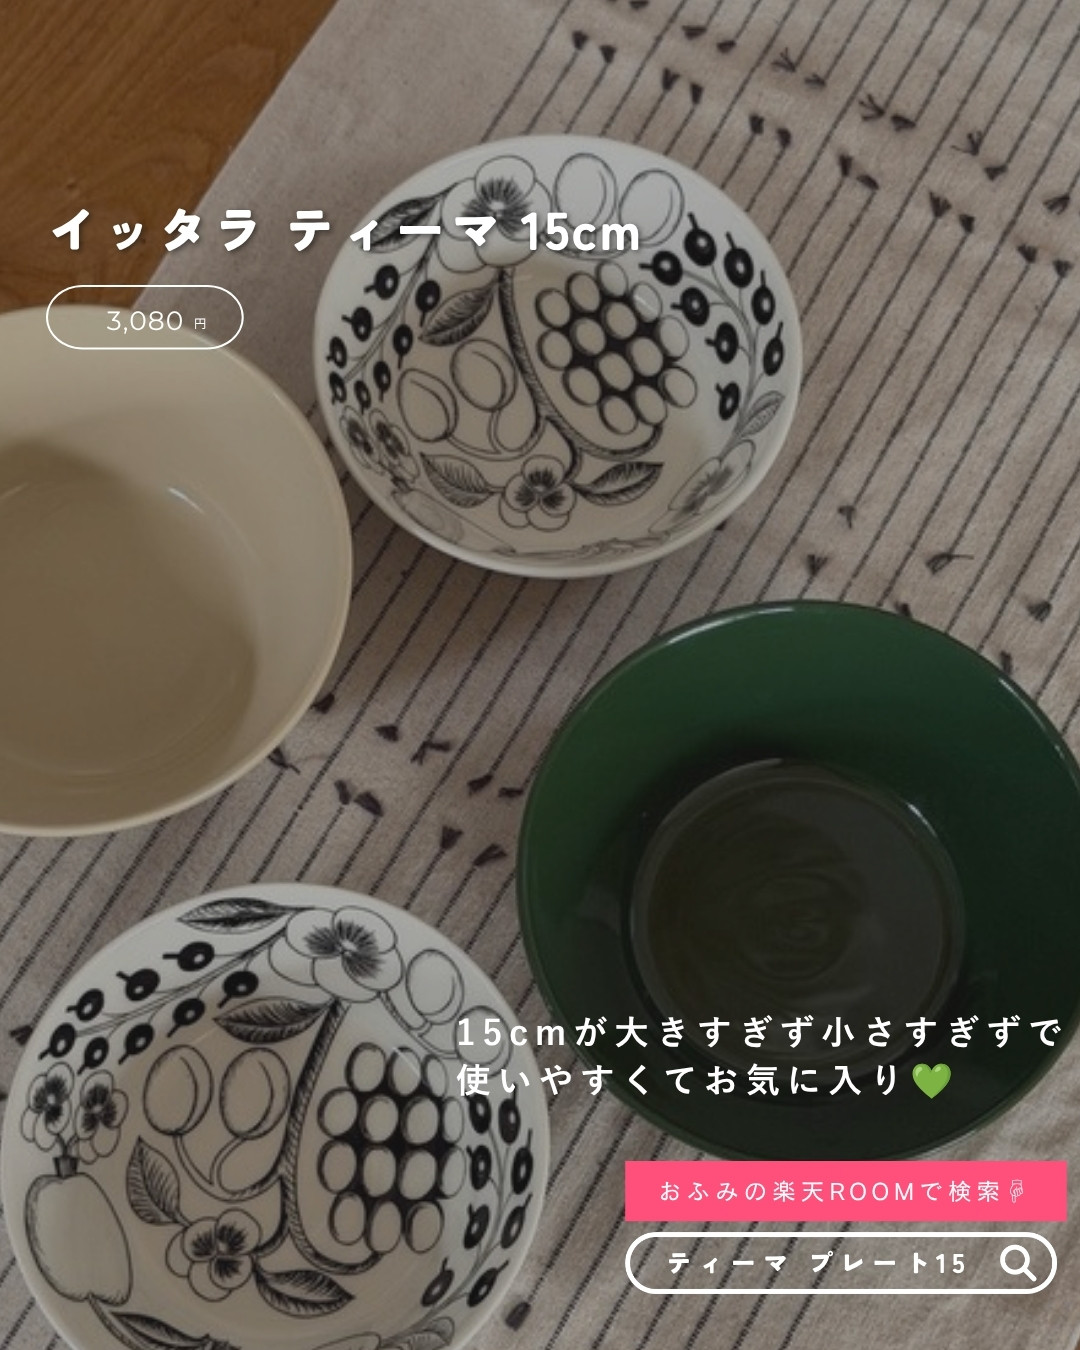 イッタラ ティーマ 15cm
3,080 円
15cmが大きすぎず小さすぎずで
使いやすくてお気に入り💚
おふみの楽天ROOMで検索☟
ティーマ プレート15